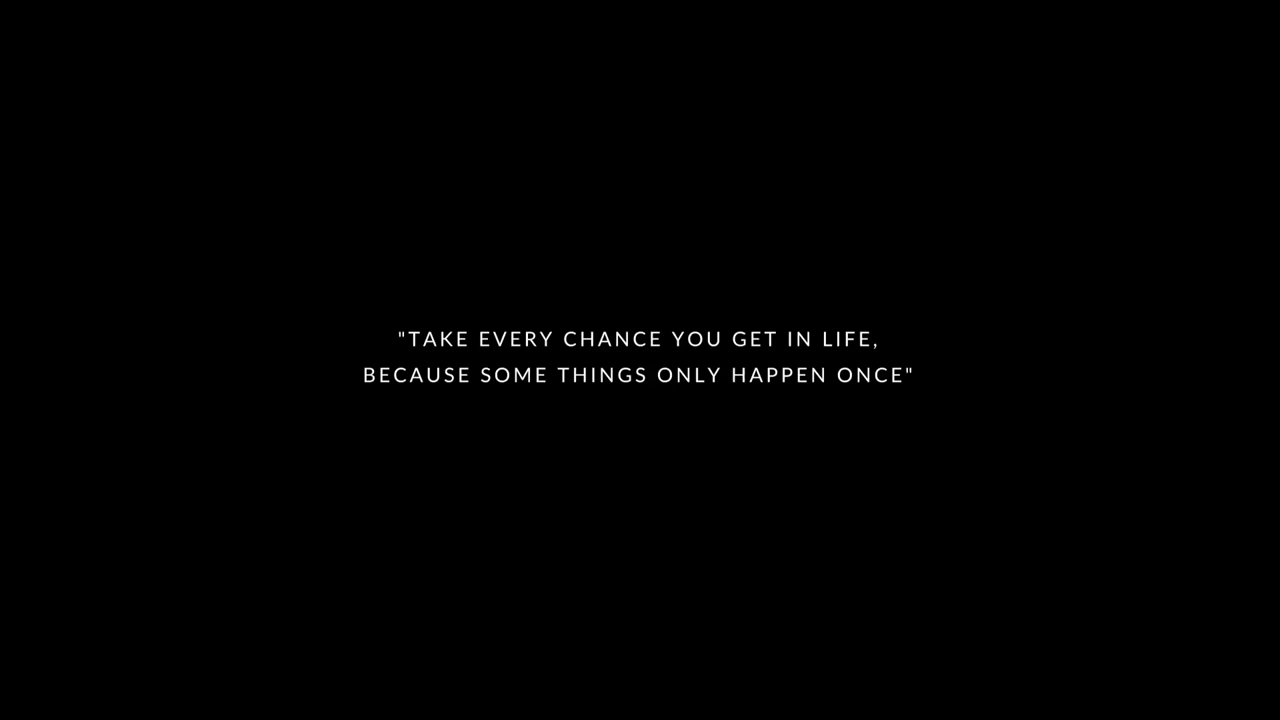 "TAKE EVERY CHANCE YOU GET IN LIFE,
BECAUSE SOME THINGS ONLY HAPPEN ONCE"